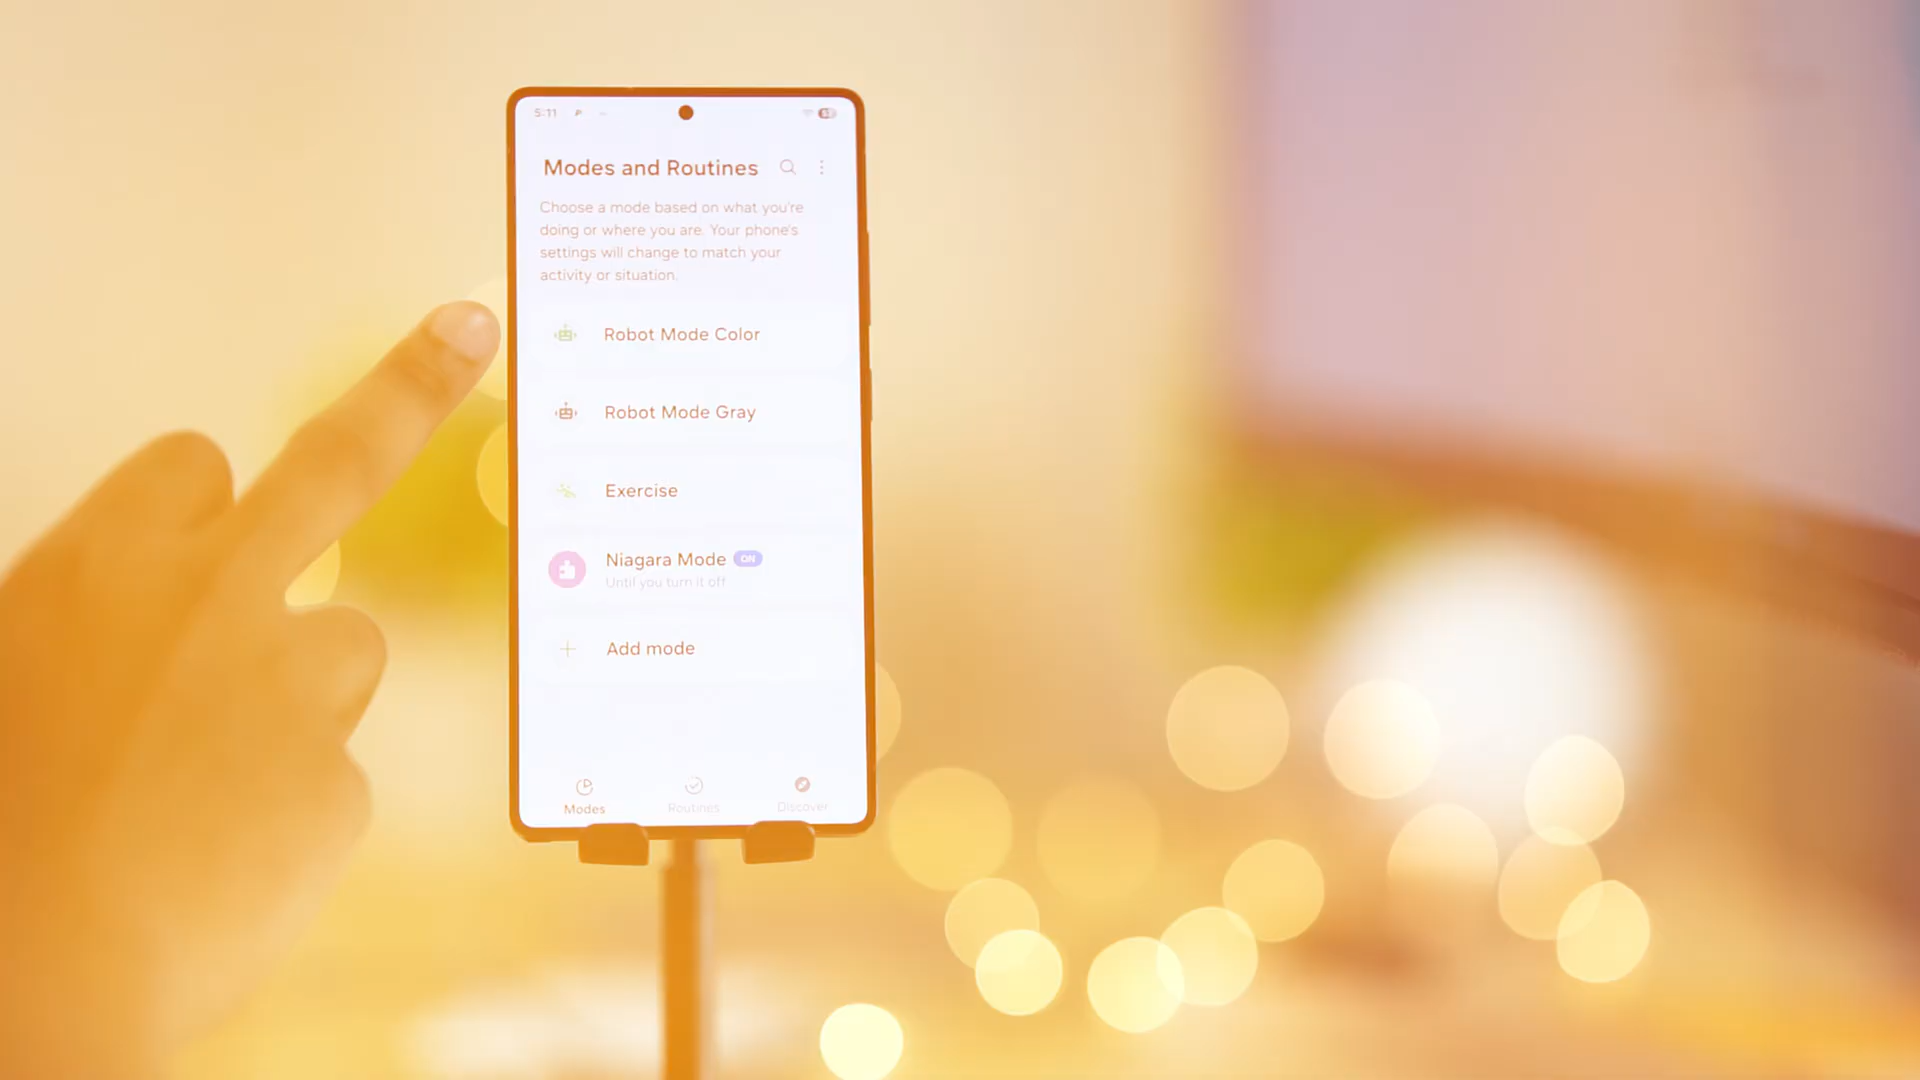 5:11
Modes and Routines
Choose a mode based on what you're
doing or where you are. Your phone's
settings will change to match your
activity or situation.
Robot Mode Color
Robot Mode Gray
Exercise
Niagara Mode ON
Until you turn it off
Add mode
Modes Routines Discover